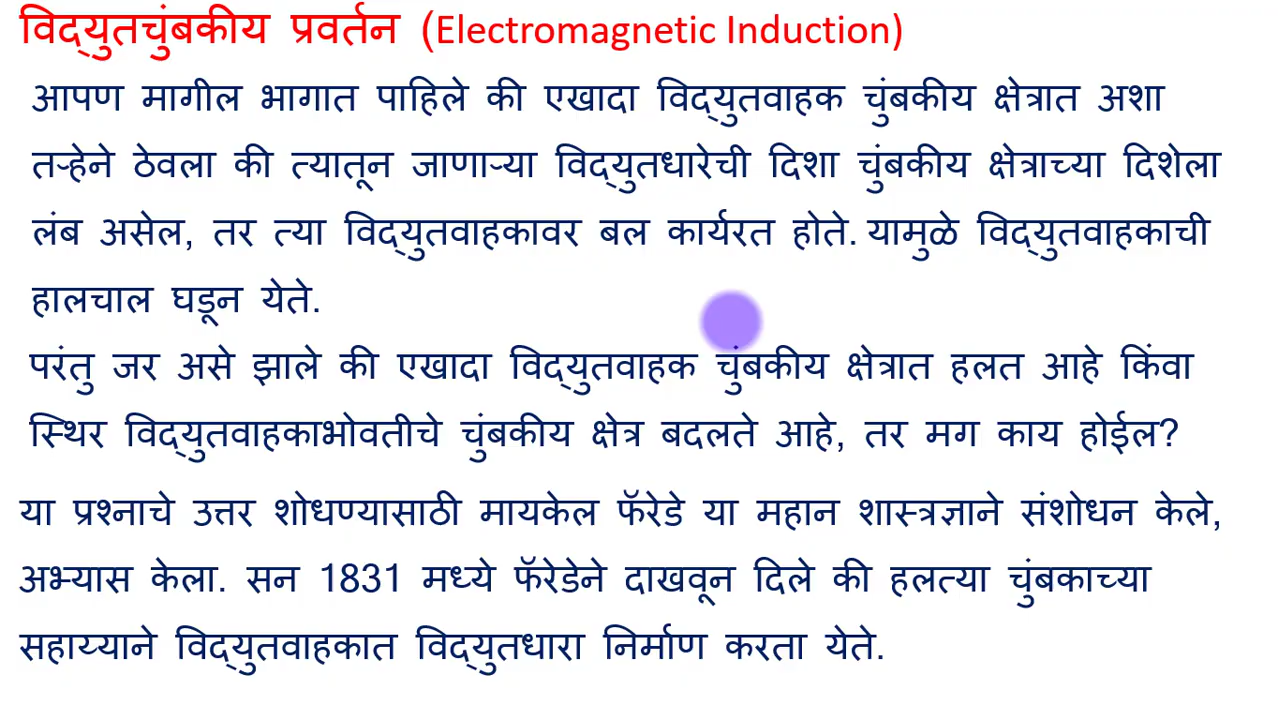 विद्युतचुंबकीय प्रवर्तन (Electromagnetic Induction)
आपण मागील भागात पाहिले की एखादा विद्युतवाहक चुंबकीय क्षेत्रात अशा
तऱ्हेने ठेवला की त्यातून जाणाऱ्या विद्युतधारेची दिशा चुंबकीय क्षेत्राच्या दिशेला
लंब असेल, तर त्या विद्युतवाहकावर बल कार्यरत होते. यामुळे विद्युतवाहकाची
हालचाल घडून येते.
परंतु जर असे झाले की एखादा विद्युतवाहक चुंबकीय क्षेत्रात हलत आहे किंवा
स्थिर विद्युतवाहकाभोवतीचे चुंबकीय क्षेत्र बदलते आहे, तर मग काय होईल?
या प्रश्नाचे उत्तर शोधण्यासाठी मायकेल फॅरेडे या महान शास्त्रज्ञाने संशोधन केले,
अभ्यास केला. सन 1831 मध्ये फॅरेडेने दाखवून दिले की हलत्या चुंबकाच्या
सहाय्याने विद्युतवाहकात विद्युतधारा निर्माण करता येते.